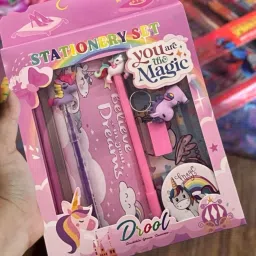 STATIONERY SET
you are
the
Magic
believe
in
your
Dreams
Drool